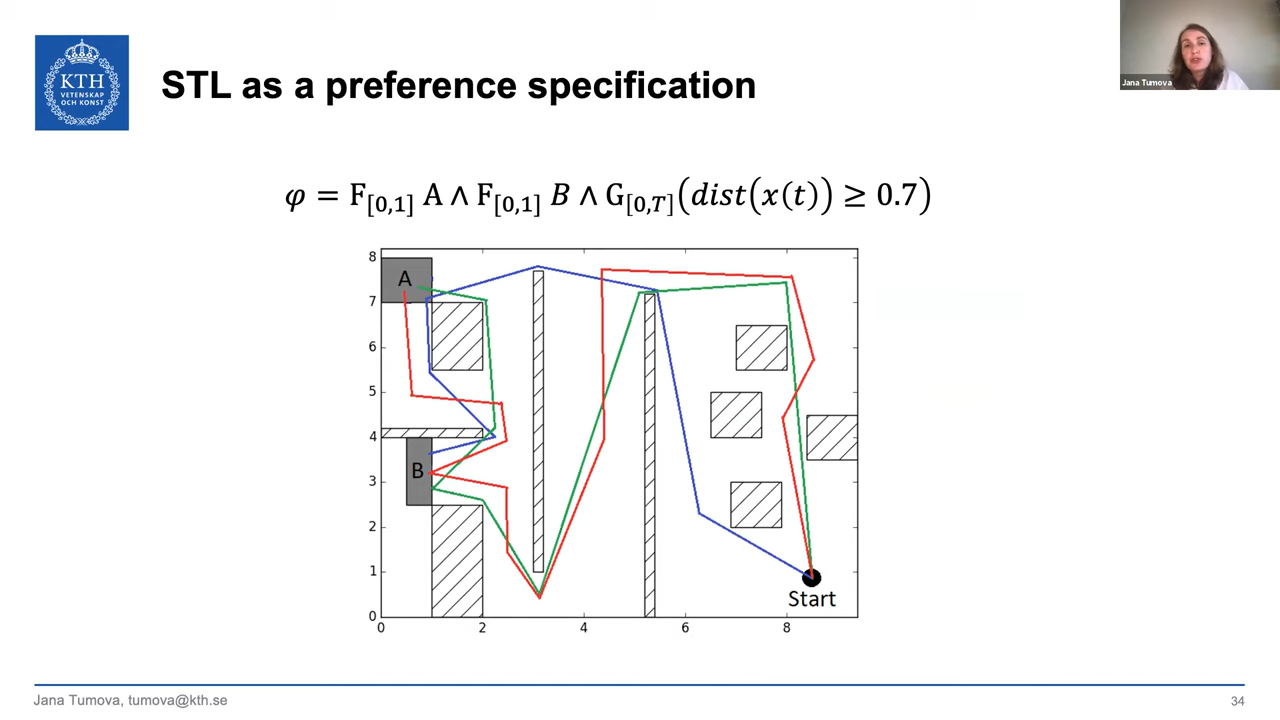 KTH
VETENSKAP
OCH KONST
STL as a preference specification
Jana Tumova
φ = F[0,1] A ∧ F[0,1] B ∧ G[0,T](dist(x(t)) ≥ 0.7)
8
7
6
5
4
3
2
1
0
A
B
Start
0 2 4 6 8
Jana Tumova, tumova@kth.se
34